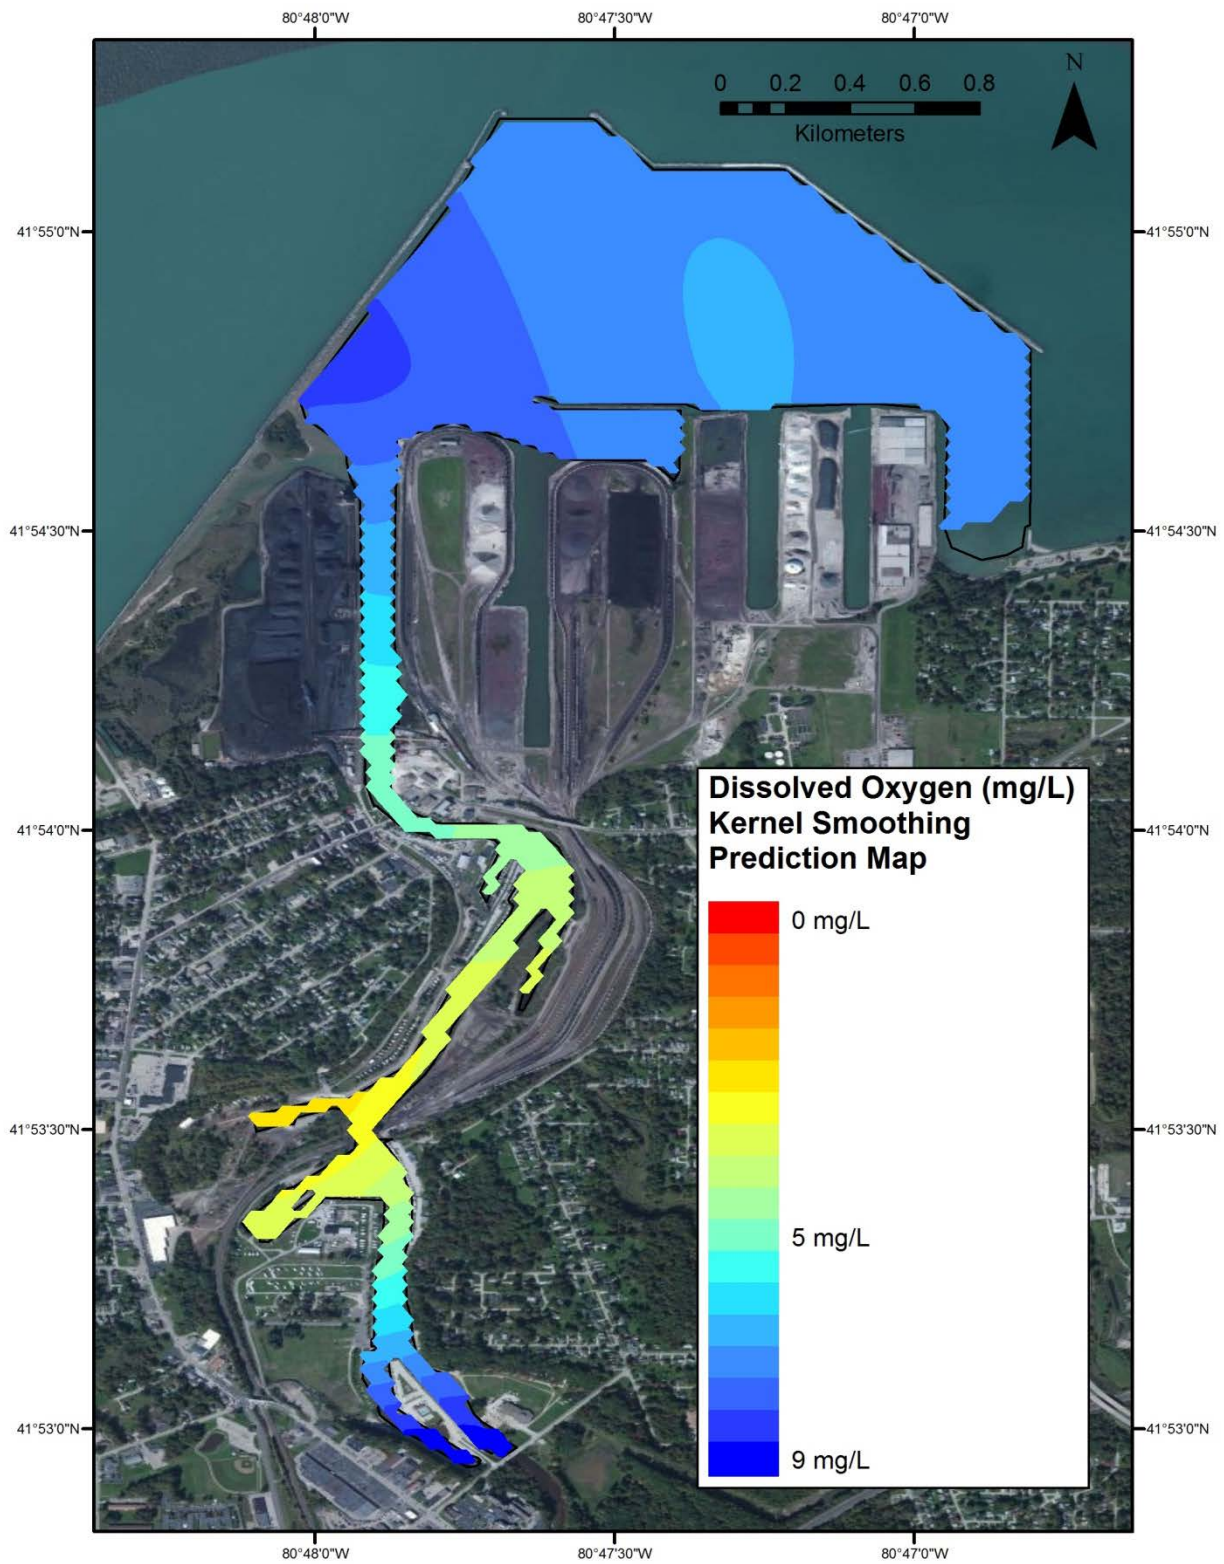 80°48'0"W 80°47'30"W 80°47'0"W
N
0 0.2 0.4 0.6 0.8
Kilometers
41°55'0"N 41°55'0"N
41°54'30"N 41°54'30"N
Dissolved Oxygen (mg/L)
Kernel Smoothing
Prediction Map
41°54'0"N 41°54'0"N
0 mg/L
41°53'30"N 41°53'30"N
5 mg/L
41°53'0"N 41°53'0"N
9 mg/L
80°48'0"W 80°47'30"W 80°47'0"W